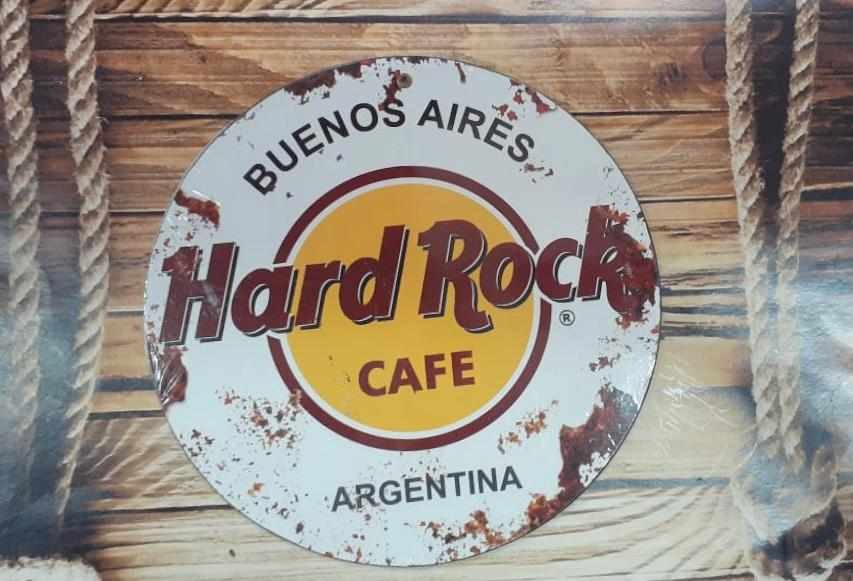 BUENOS AIRES
Hard Rock
®
CAFE
ARGENTINA